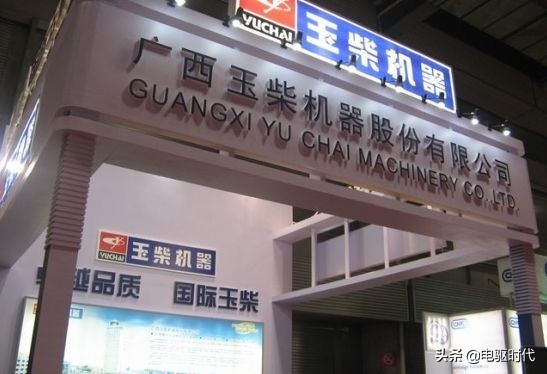 YUCHAI 玉柴机器
广西玉柴机器股份有限公司
GUANGXI YU CHAI MACHINERY CO.,LTD.
YUCHAI 玉柴机器
越品质 国际玉柴
头条 @电驱时代